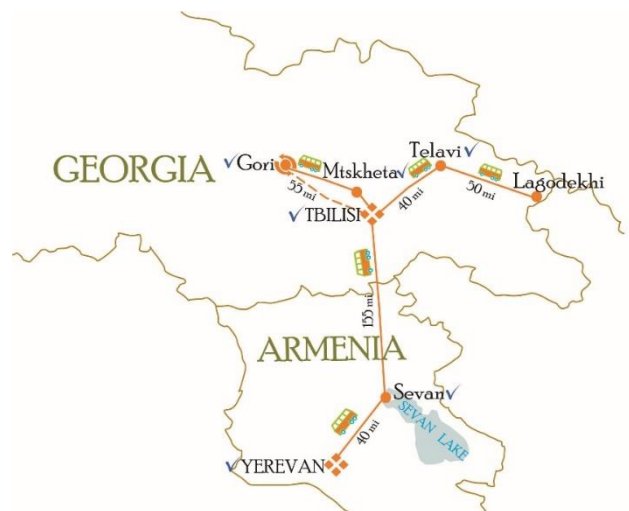 GEORGIA
Gori
Mtskheta
Telavi
Lagodekhi
55 mi
TBILISI
40 mi
50 mi
155 mi
ARMENIA
Sevan
SEVAN LAKE
40 mi
YEREVAN